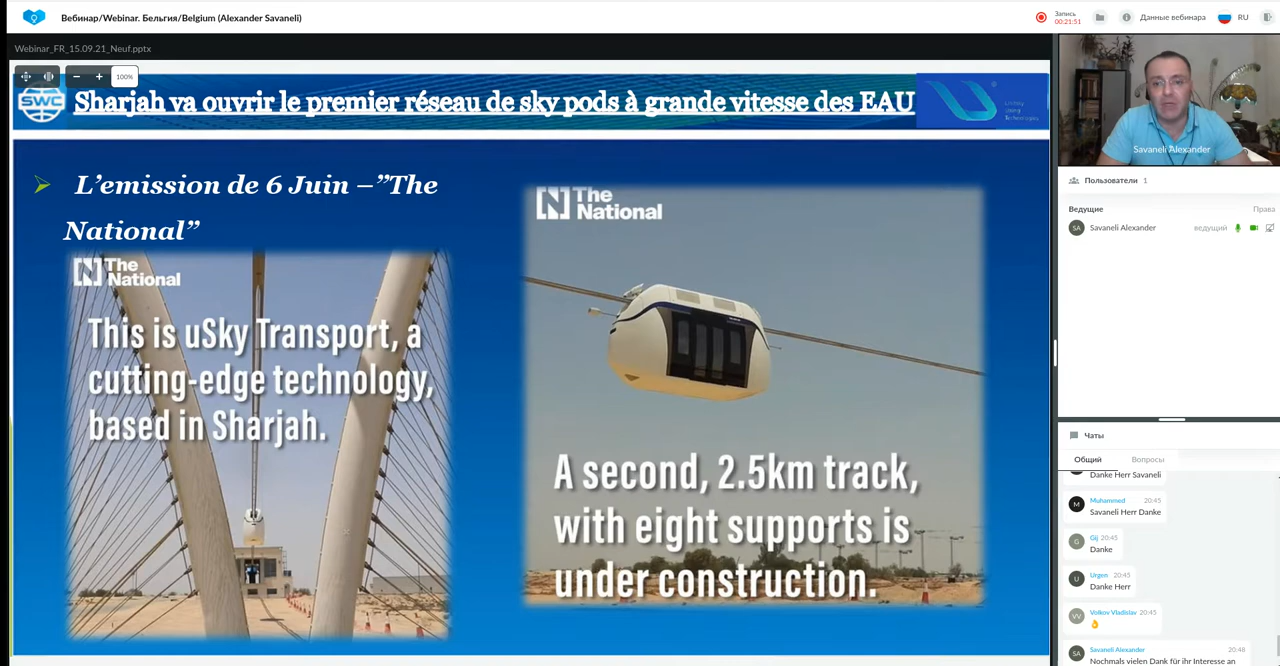 Вебинар/Webinar. Бельгия/Belgium (Alexander Savaneli)
Запись
00:21:51
Данные вебинара
RU
Webinar_FR_15.09.21_Neuf.pptx
100%
SWC
Sharjah va ouvrir le premier réseau de sky pods à grande vitesse des EAU
L’emission de 6 Juin –”The
National”
The
National
This is uSky Transport, a
cutting-edge technology,
based in Sharjah.
The
National
A second, 2.5km track,
with eight supports is
under construction.
Savaneli Alexander
Пользователи 1
Ведущие
Права
SA
Savaneli Alexander
ведущий
Чаты
Общий
Вопросы
Danke Herr Savaneli
M
Muhammed 20:45
Savaneli Herr Danke
G
Gij 20:45
Danke
U
Urgen 20:45
Danke Herr
VV
Volkov Vladislav 20:45
👌
SA
Savaneli Alexander 20:48
Nochmals vielen Dank für ihr Interesse an